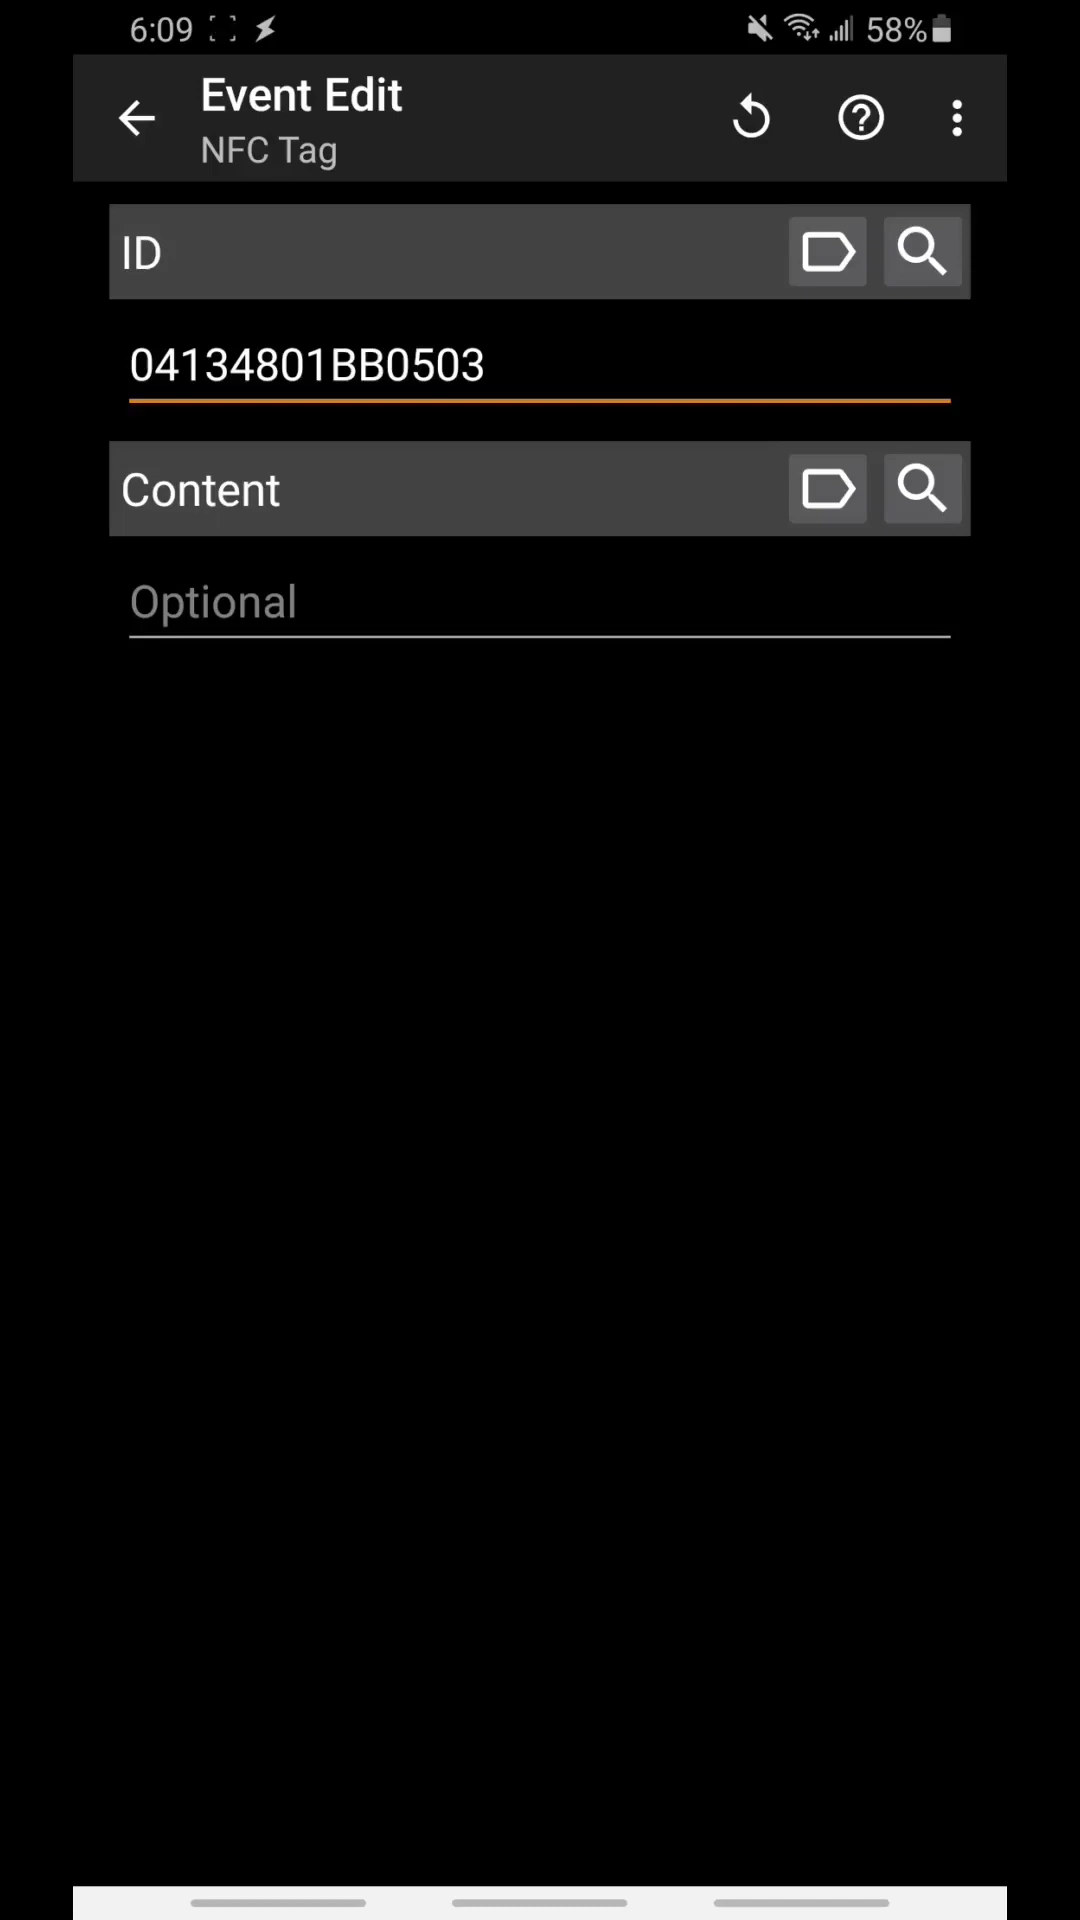 6:09 58%
Event Edit
NFC Tag
ID
04134801BB0503
Content
Optional